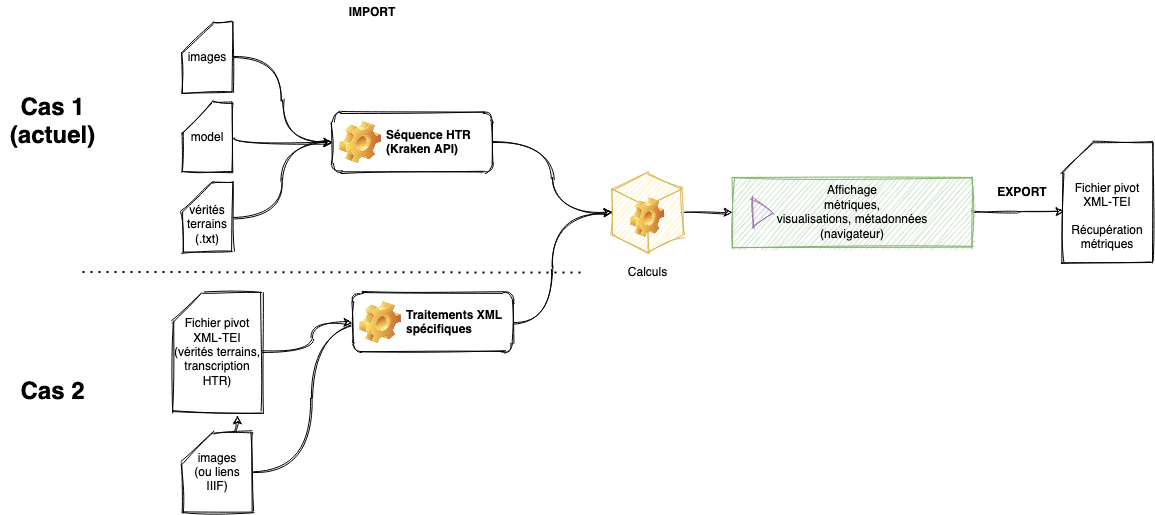 IMPORT
Cas 1
(actuel)
images
model
vérités
terrains
(.txt)
Séquence HTR
(Kraken API)
Calculs
Affichage
métriques,
visualisations, métadonnées
(navigateur)
EXPORT
Fichier pivot
XML-TEI
Récupération
métriques
Cas 2
Fichier pivot
XML-TEI
(vérités terrains,
transcription
HTR)
images
(ou liens
IIIF)
Traitements XML
spécifiques